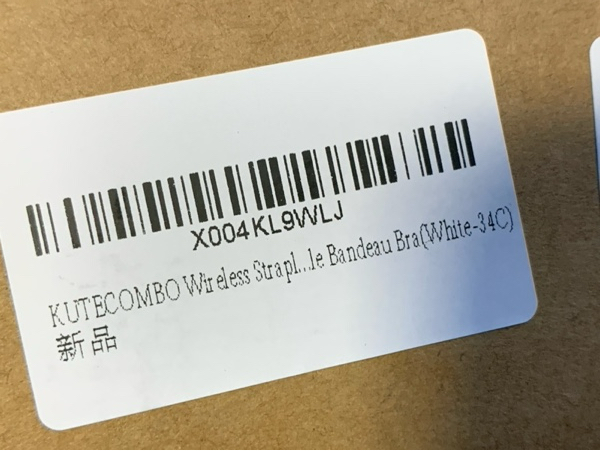 X004KL9WLJ
KUTECOMBO Wireless Strapl...le Bandeau Bra(White-34C)
新品